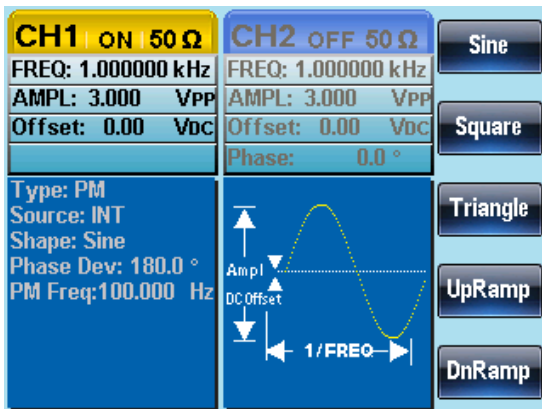 CH1 ON 50 Ω
FREQ: 1.000000 kHz
AMPL: 3.000 VPP
Offset: 0.00 VDC
CH2 OFF 50 Ω
FREQ: 1.000000 kHz
AMPL: 3.000 VPP
Offset: 0.00 VDC
Phase: 0.0 °
Type: PM
Source: INT
Shape: Sine
Phase Dev: 180.0 °
PM Freq:100.000 Hz
Ampl
DC Offset
1/FREQ
Sine
Square
Triangle
UpRamp
DnRamp